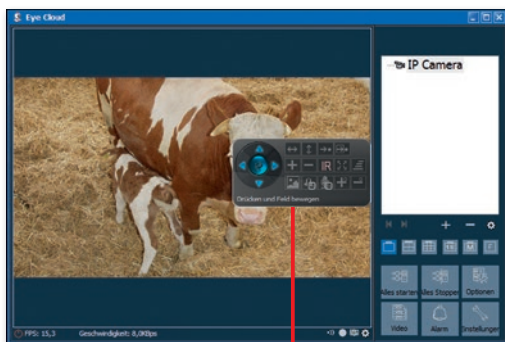 Eye Cloud
IP Camera
IR
Drücken und Feld bewegen
Alles starten
Alles Stoppen
Optionen
Video
Alarm
Einstellungen
FPS: 15,3
Geschwindigkeit: 8,0KBps